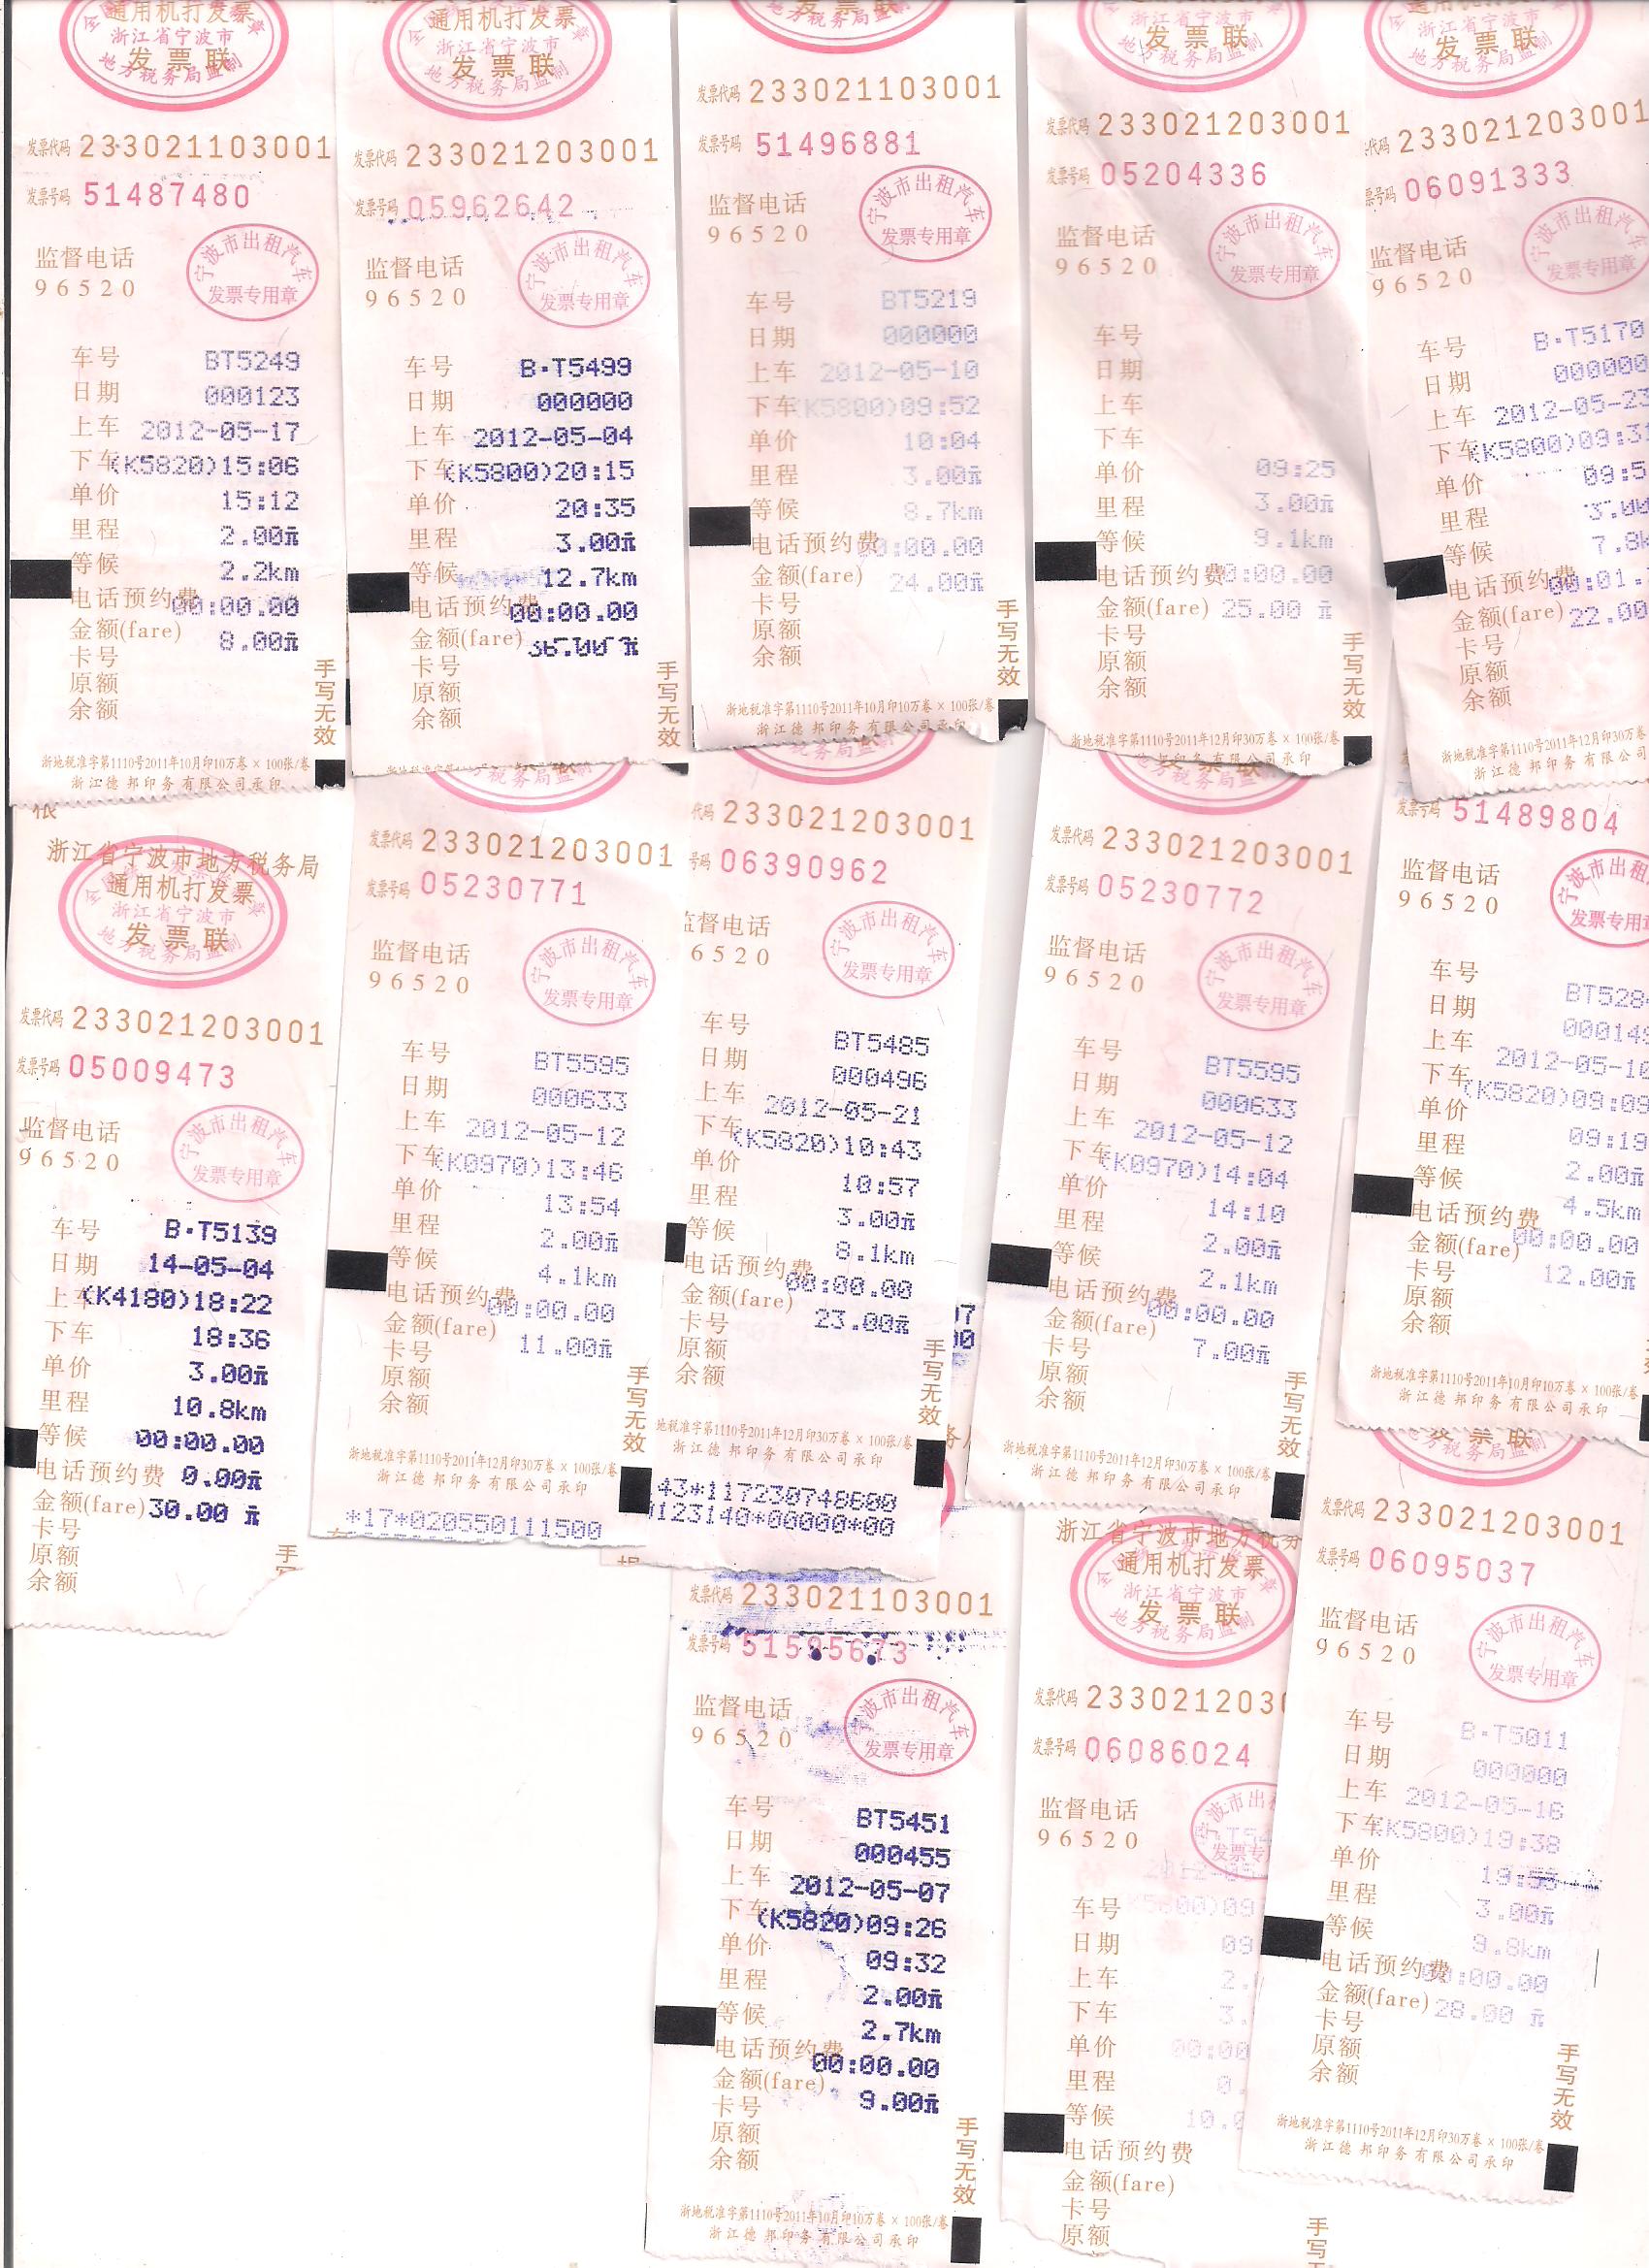 通用机打发票
浙江省宁波市
发票联
地方税务局监制
发票代码 233021103001
发票号码 51487480
监督电话
96520
宁波市出租汽车
发票专用章
车号 BT5249
日期 000123
上车 2012-05-17
下车 (K5820)15:06
单价 15:12
里程 2.00元
等候 2.2km
电话预约费 00:00.00
金额(fare) 8.00元
卡号
原额
余额
手写无效
浙地税准字第1110号2011年10月印10万卷×100张/卷
浙江德邦印务有限公司承印
通用机打发票
浙江省宁波市
发票联
地方税务局监制
发票代码 233021203001
发票号码 05962642
监督电话
96520
宁波市出租汽车
发票专用章
车号 B·T5499
日期 000000
上车 2012-05-04
下车 (K5800)20:15
单价 20:35
里程 3.00元
等候 12.7km
电话预约费 00:00.00
金额(fare) 36.00 元
卡号
原额
余额
手写无效
地方税务局监制
发票代码 233021103001
发票号码 51496881
监督电话
96520
宁波市出租汽车
发票专用章
车号 BT5219
日期 000000
上车 2012-05-10
下车 (K5800)09:52
单价 10:04
里程 3.00元
等候 8.7km
电话预约费 00:00.00
金额(fare) 24.00元
卡号
原额
余额
手写无效
浙地税准字第1110号2011年10月印10万卷×100张/卷
浙江德邦印务有限公司承印
浙江省宁波市
发票联
地方税务局监制
发票代码 233021203001
发票号码 05204336
监督电话
96520
宁波市出租汽车
发票专用章
车号
日期
上车
下车
单价 09:25
里程 3.00元
等候 9.1km
电话预约费 00:00.00
金额(fare) 25.00 元
卡号
原额
余额
手写无效
浙地税准字第1110号2011年12月印30万卷×100张/卷
浙江德邦印务有限公司承印
浙江省宁波市
发票联
地方税务局监制
代码 233021203001
发票号码 06091333
监督电话
96520
宁波市出租汽车
发票专用章
车号 B·T5170
日期 000000
上车 2012-05-23
下车 (K5800)09:31
单价 09:5
里程 3.00
等候 7.8k
电话预约费 00:01.
金额(fare) 22.00
卡号
原额
余额
浙地税准字第1110号2011年12月印30万卷
浙江德邦印务有限公司
浙江省宁波市地方税务局
通用机打发票
浙江省宁波市
发票联
地方税务局监制
发票代码 233021203001
发票号码 05009473
监督电话
96520
宁波市出租汽车
发票专用章
车号 B·T5139
日期 14-05-04
上车 (K4180)18:22
下车 18:36
单价 3.00元
里程 10.8km
等候 00:00.00
电话预约费 0.00元
金额(fare) 30.00 元
卡号
原额
余额
手写
发票代码 233021203001
发票号码 05230771
监督电话
96520
宁波市出租汽车
发票专用章
车号 BT5595
日期 000633
上车 2012-05-12
下车 (K0970)13:46
单价 13:54
里程 2.00元
等候 4.1km
电话预约费 00:00.00
金额(fare) 11.00元
卡号
原额
余额
手写无效
浙地税准字第1110号2011年12月印30万卷×100张/卷
浙江德邦印务有限公司承印
*17*020550111500
代码 233021203001
号码 06390962
监督电话
6520
宁波市出租汽车
发票专用章
车号 BT5485
日期 000496
上车 2012-05-21
下车 (K5820)10:43
单价 10:57
里程 3.00元
等候 8.1km
电话预约费 00:00.00
金额(fare) 23.00元
卡号
原额
余额
手写无效
地税准字第1110号2011年12月印30万卷×100张/卷
浙江德邦印务有限公司承印
43*117230748600
0123140*00000*00
发票代码 233021203001
发票号码 05230772
监督电话
96520
宁波市出租汽车
发票专用章
车号 BT5595
日期 000633
上车 2012-05-12
下车 (K0970)14:04
单价 14:10
里程 2.00元
等候 2.1km
电话预约费 00:00.00
金额(fare) 7.00元
卡号
原额
余额
手写无效
浙地税准字第1110号2011年12月印30万卷×100张/卷
浙江德邦印务有限公司承印
发票号码 51489804
监督电话
96520
宁波市出租汽
发票专用章
车号 BT528
日期 00014
上车 2012-05-10
下车 (K5820)09:09
单价 09:19
里程 2.00元
等候 4.5km
电话预约费 00:00.00
金额(fare) 12.00元
卡号
原额
余额
浙地税准字第1110号2011年10月印10万卷×100张/卷
浙江德邦印务有限公司承印
发票代码 233021103001
发票号码 51595673
监督电话
96520
宁波市出租汽车
发票专用章
车号 BT5451
日期 000455
上车 2012-05-07
下车 (K5820)09:26
单价 09:32
里程 2.00元
等候 2.7km
电话预约费 00:00.00
金额(fare) 9.00元
卡号
原额
余额
手写无效
浙地税准字第1110号2011年10月印10万卷×100张/卷
浙江德邦印务有限公司承印
浙江省宁波市地方税务
通用机打发票
浙江省宁波市
发票联
地方税务局监制
发票代码 23302120300
发票号码 06086024
监督电话
96520
宁波市出
发票专
车号
日期 09
上车 2.
下车 3.
单价 00:00
里程 0.
等候 10.0
电话预约费
金额(fare)
卡号
原额
手写
发票联
发票代码 233021203001
发票号码 06095037
监督电话
96520
宁波市出租汽车
发票专用章
车号 B·T5011
日期 000000
上车 2012-05-16
下车 (K5800)19:38
单价 19:53
里程 3.00元
等候 9.8km
电话预约费 00:00.00
金额(fare) 28.00 元
卡号
原额
余额
手写无效
浙地税准字第1110号2011年12月印30万卷×100张/卷
浙江德邦印务有限公司承印